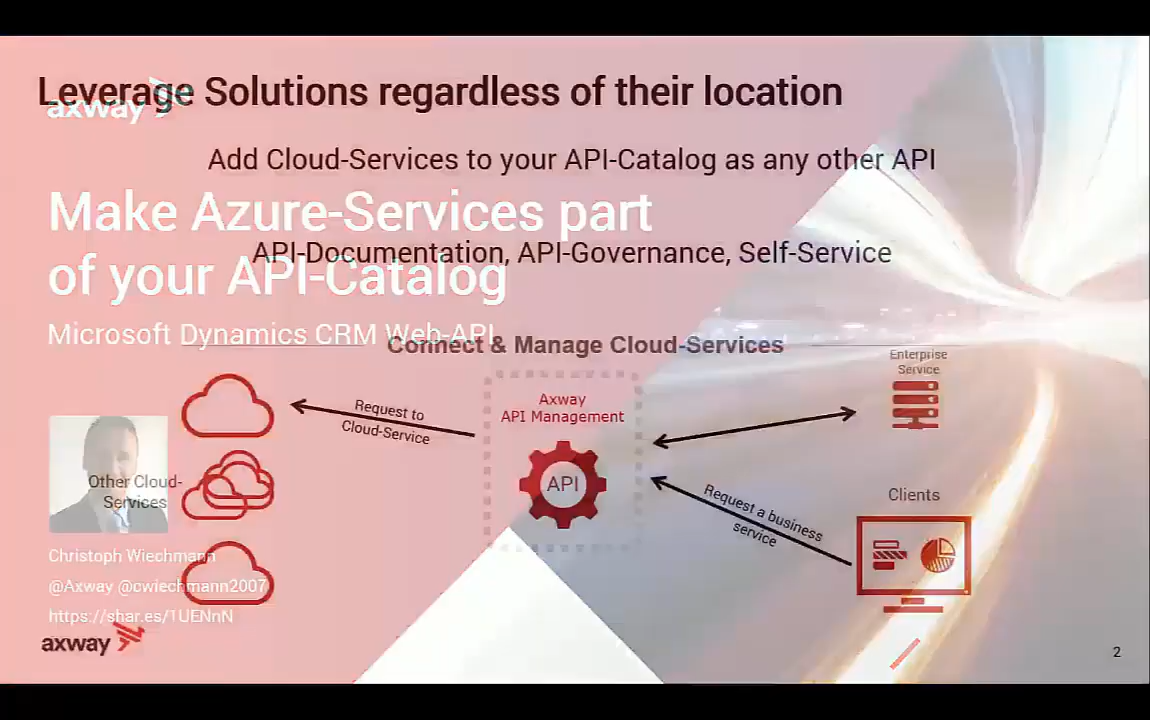 Leverage Solutions regardless of their location
axway
Add Cloud-Services to your API-Catalog as any other API
Make Azure-Services part
of your API-Catalog
API-Documentation, API-Governance, Self-Service
Microsoft Dynamics CRM Web-API
Connect & Manage Cloud-Services
Enterprise
Service
Axway
API Management
Request to
Cloud-Service
API
Other Cloud-
Services
Clients
Request a business
service
Christoph Wiechmann
@Axway @cwiechmann2007
https://shar.es/1UENnN
axway
2